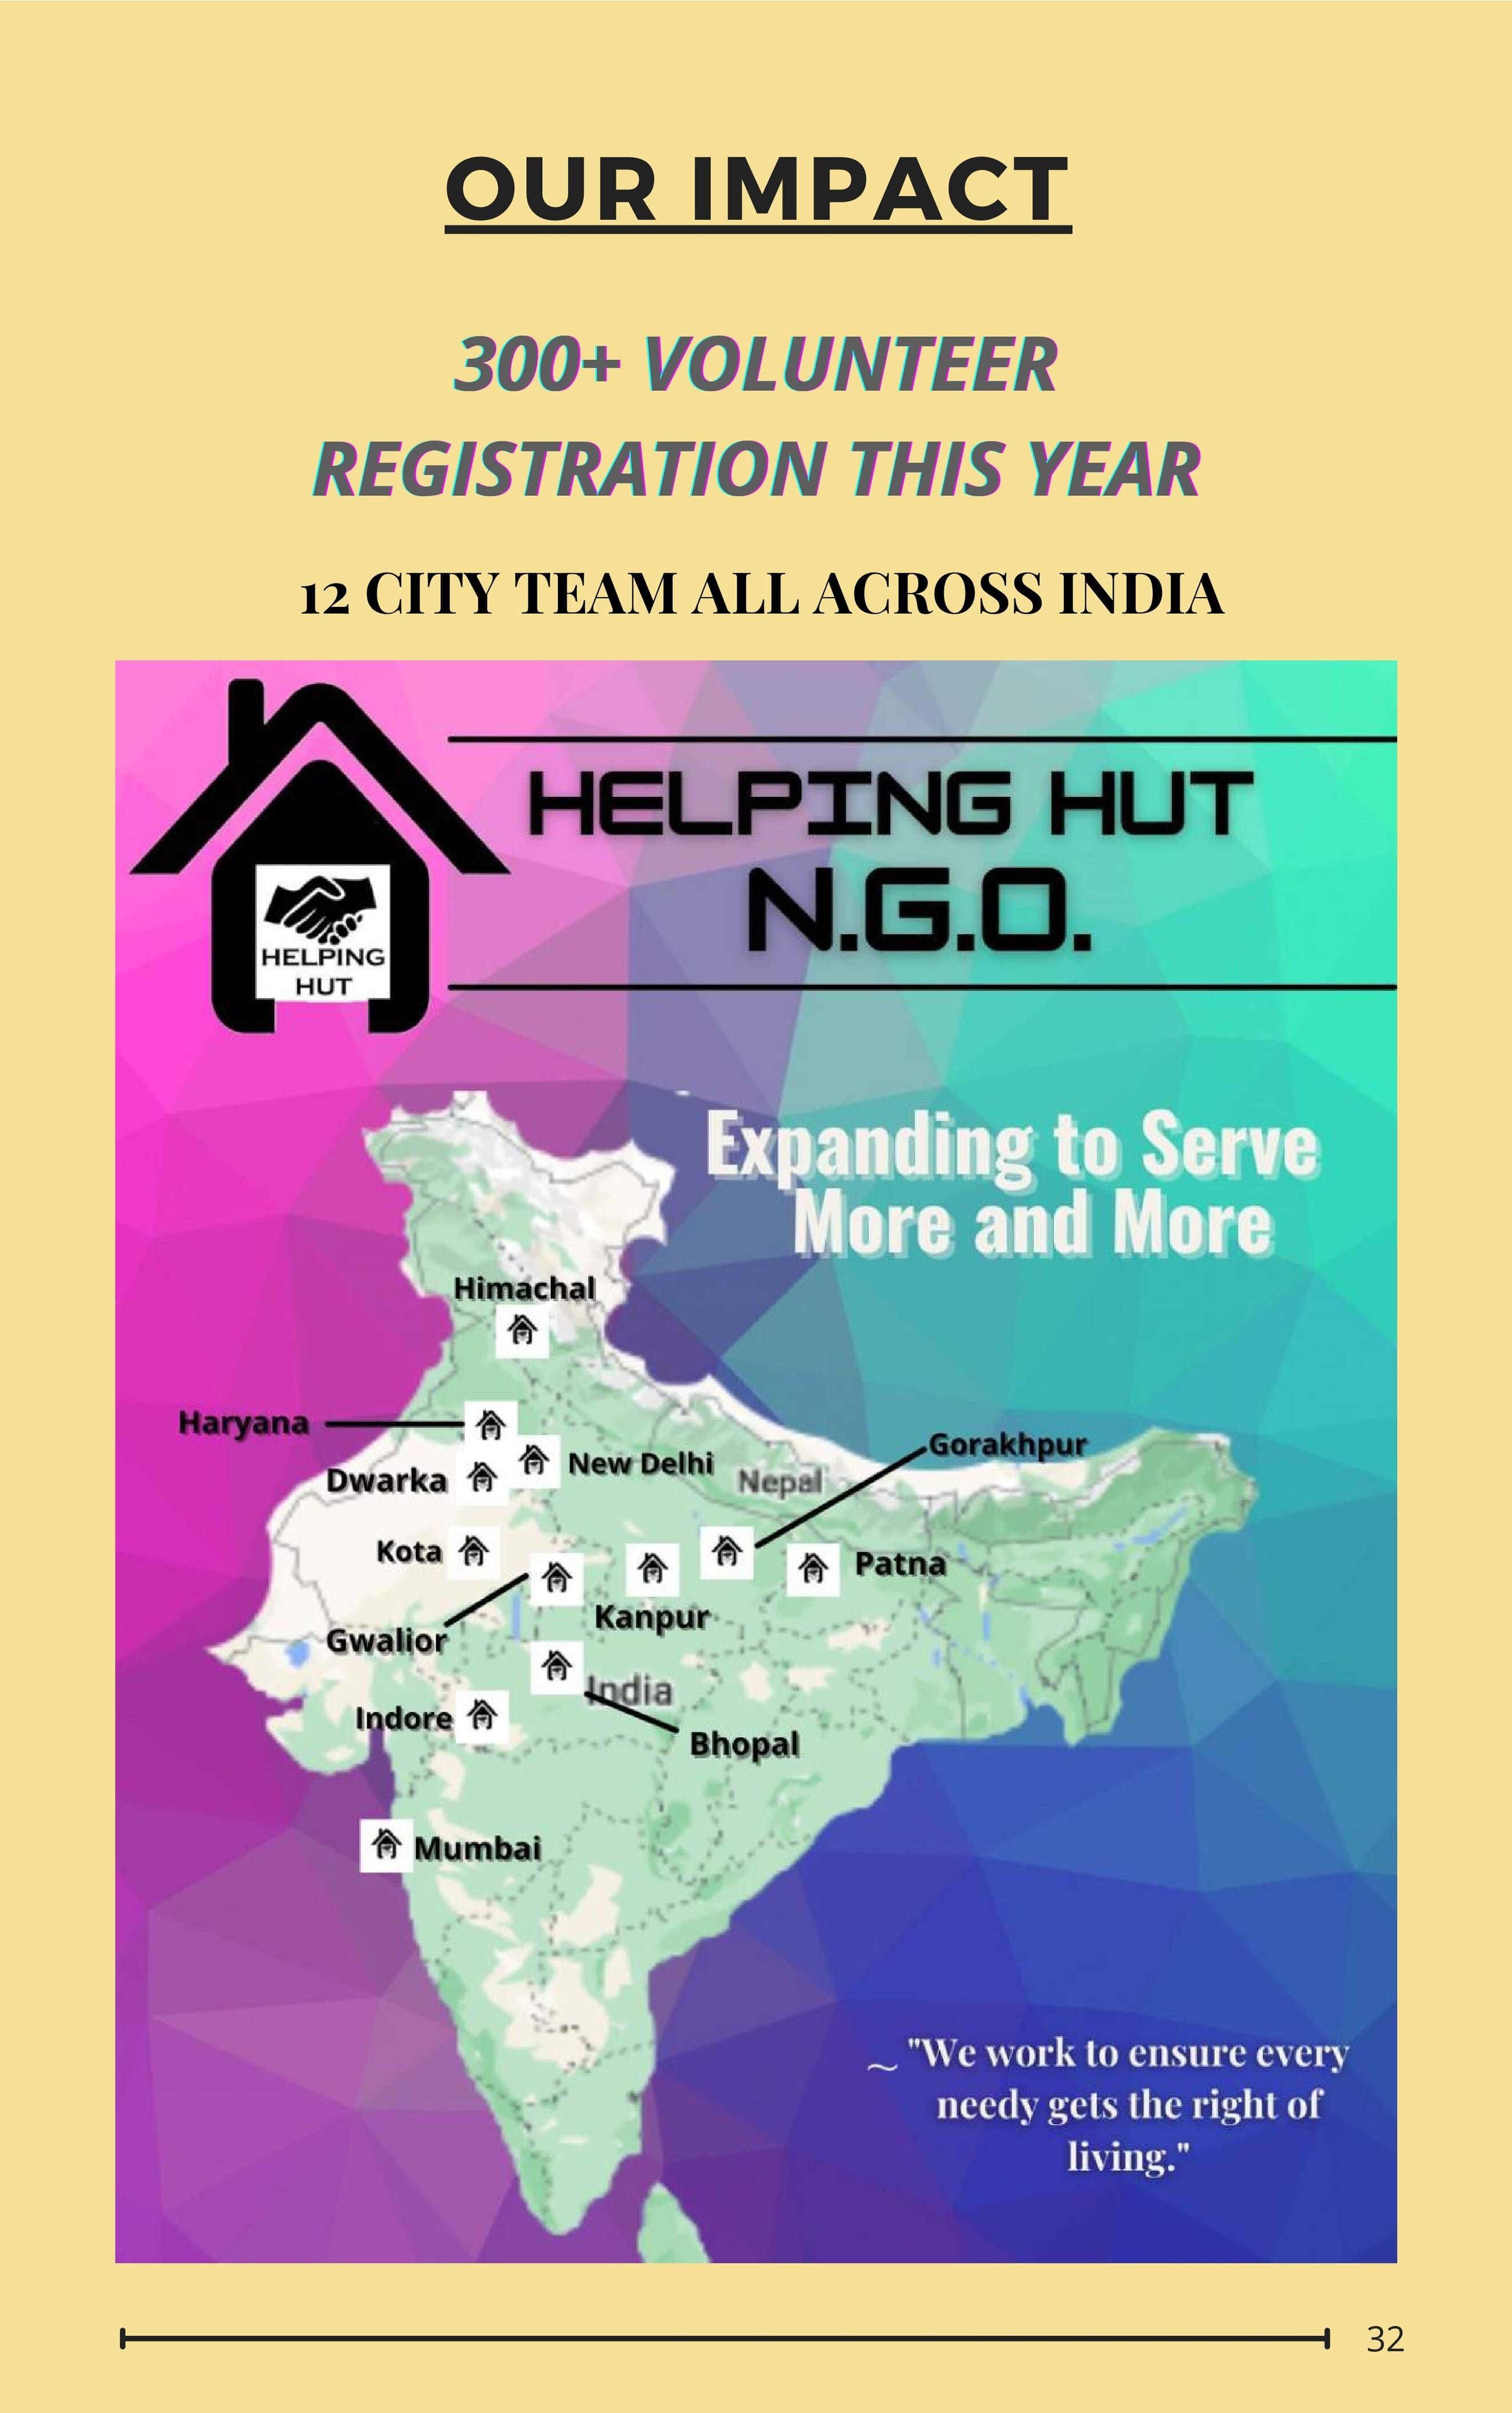 OUR IMPACT
300+ VOLUNTEER
REGISTRATION THIS YEAR
12 CITY TEAM ALL ACROSS INDIA
HELPING HUT
N.G.O.
HELPING
HUT
Expanding to Serve
More and More
Himachal
Haryana
Gorakhpur
New Delhi
Dwarka
Nepal
Kota
Patna
Kanpur
Gwalior
India
Indore
Bhopal
Mumbai
~ "We work to ensure every
needy gets the right of
living."
32